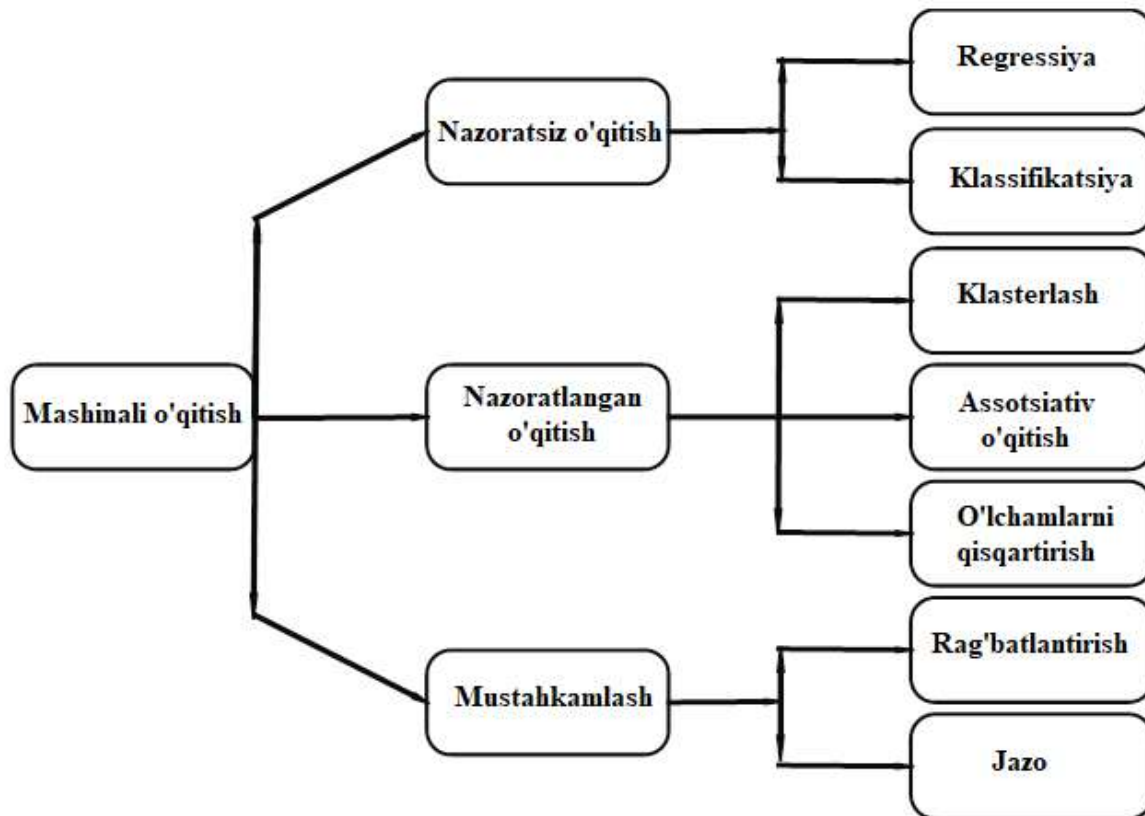 Regressiya
Nazoratsiz o'qitish
Klassifikatsiya
Klasterlash
Mashinali o'qitish
Nazoratlangan
o'qitish
Assotsiativ
o'qitish
O'lchamlarni
qisqartirish
Mustahkamlash
Rag'batlantirish
Jazo